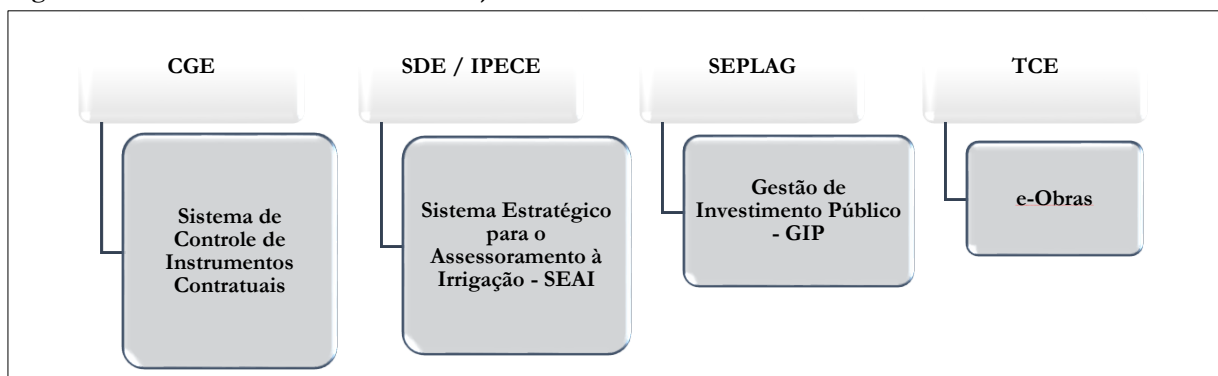 CGE
Sistema de
Controle de
Instrumentos
Contratuais
SDE / IPECE
Sistema Estratégico
para o
Assessoramento à
Irrigação - SEAI
SEPLAG
Gestão de
Investimento Público
- GIP
TCE
e-Obras